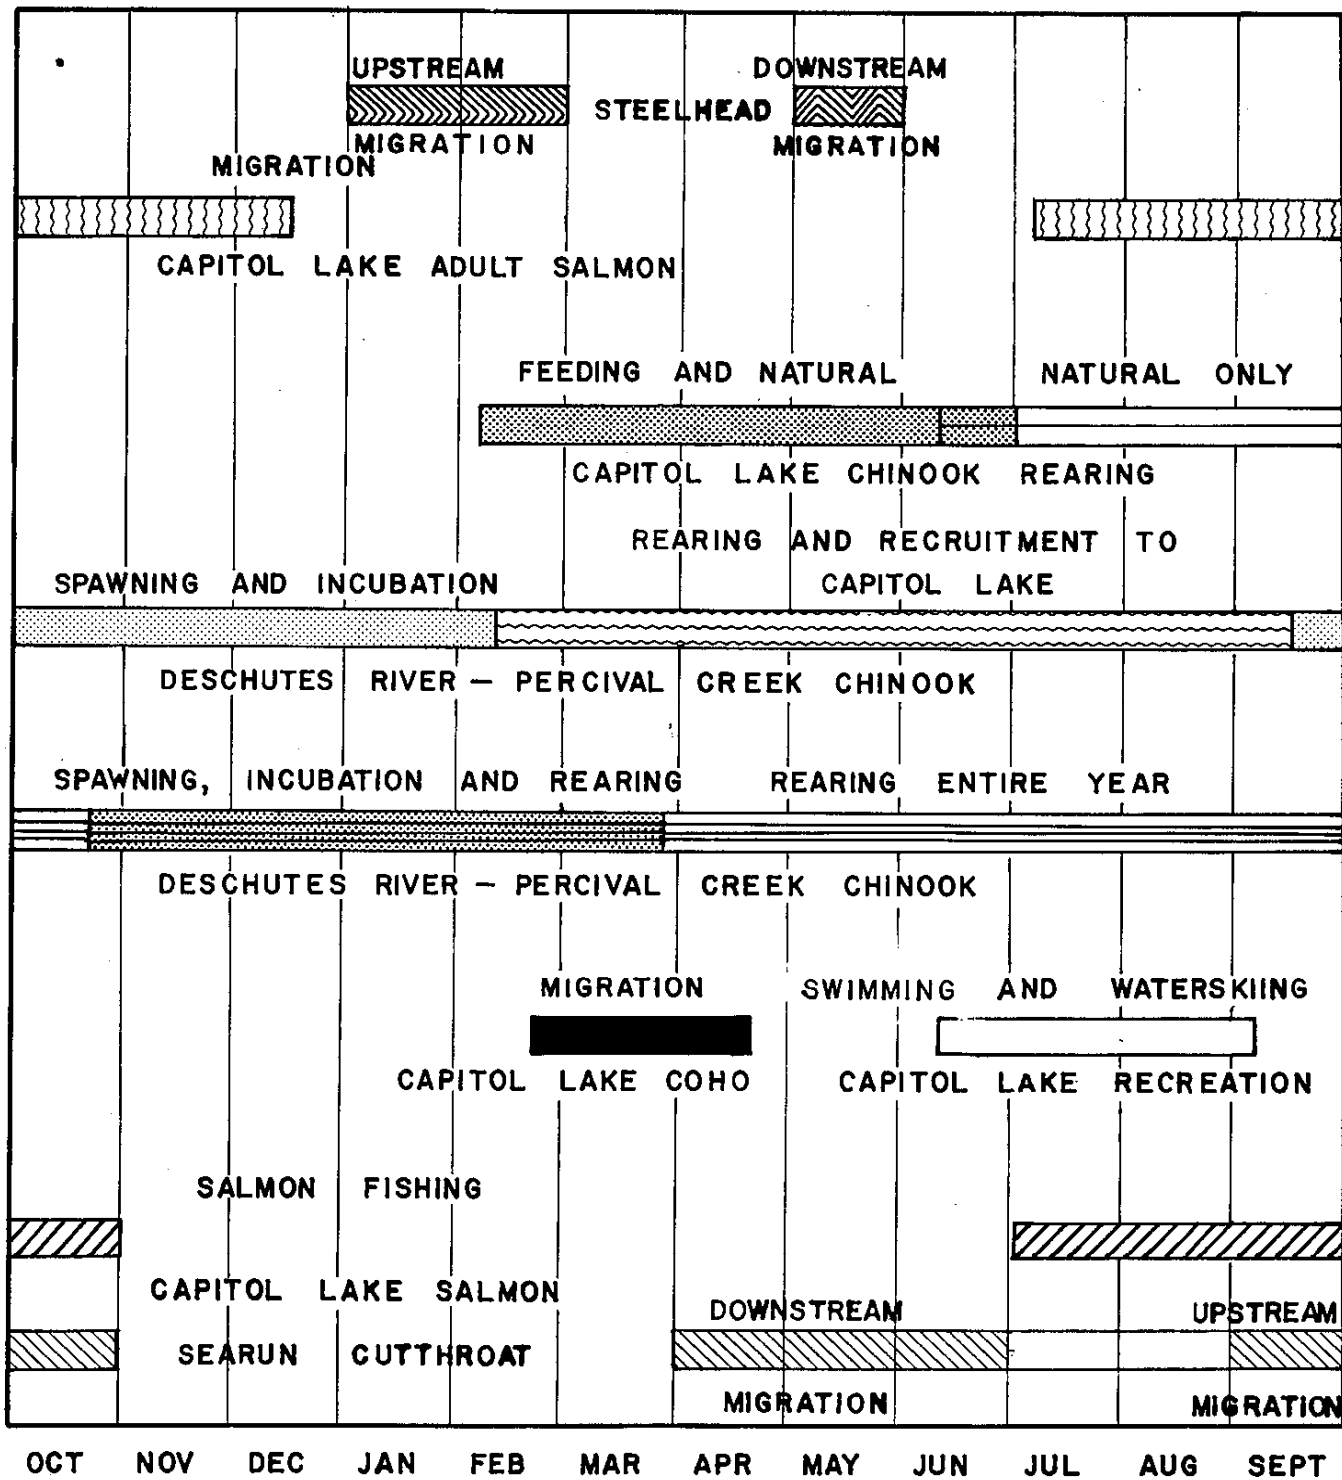 UPSTREAM DOWNSTREAM
STEELHEAD
MIGRATION MIGRATION
MIGRATION
CAPITOL LAKE ADULT SALMON
FEEDING AND NATURAL NATURAL ONLY
CAPITOL LAKE CHINOOK REARING
REARING AND RECRUITMENT TO
SPAWNING AND INCUBATION CAPITOL LAKE
DESCHUTES RIVER – PERCIVAL CREEK CHINOOK
SPAWNING, INCUBATION AND REARING REARING ENTIRE YEAR
DESCHUTES RIVER – PERCIVAL CREEK CHINOOK
MIGRATION SWIMMING AND WATERSKIING
CAPITOL LAKE COHO CAPITOL LAKE RECREATION
SALMON FISHING
CAPITOL LAKE SALMON
DOWNSTREAM UPSTREAM
SEARUN CUTTHROAT
MIGRATION MIGRATION
OCT NOV DEC JAN FEB MAR APR MAY JUN JUL AUG SEPT